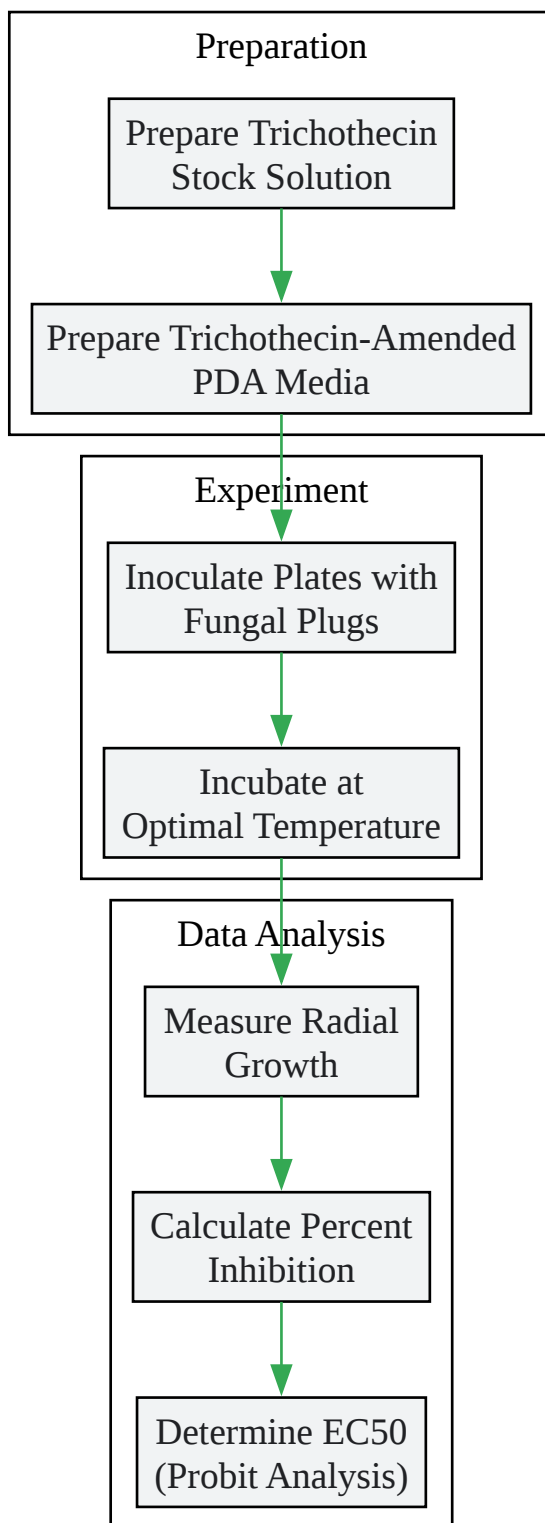 Preparation
Prepare Trichothecin
Stock Solution
Prepare Trichothecin-Amended
PDA Media
Experiment
Inoculate Plates with
Fungal Plugs
Incubate at
Optimal Temperature
Data Analysis
Measure Radial
Growth
Calculate Percent
Inhibition
Determine EC50
(Probit Analysis)